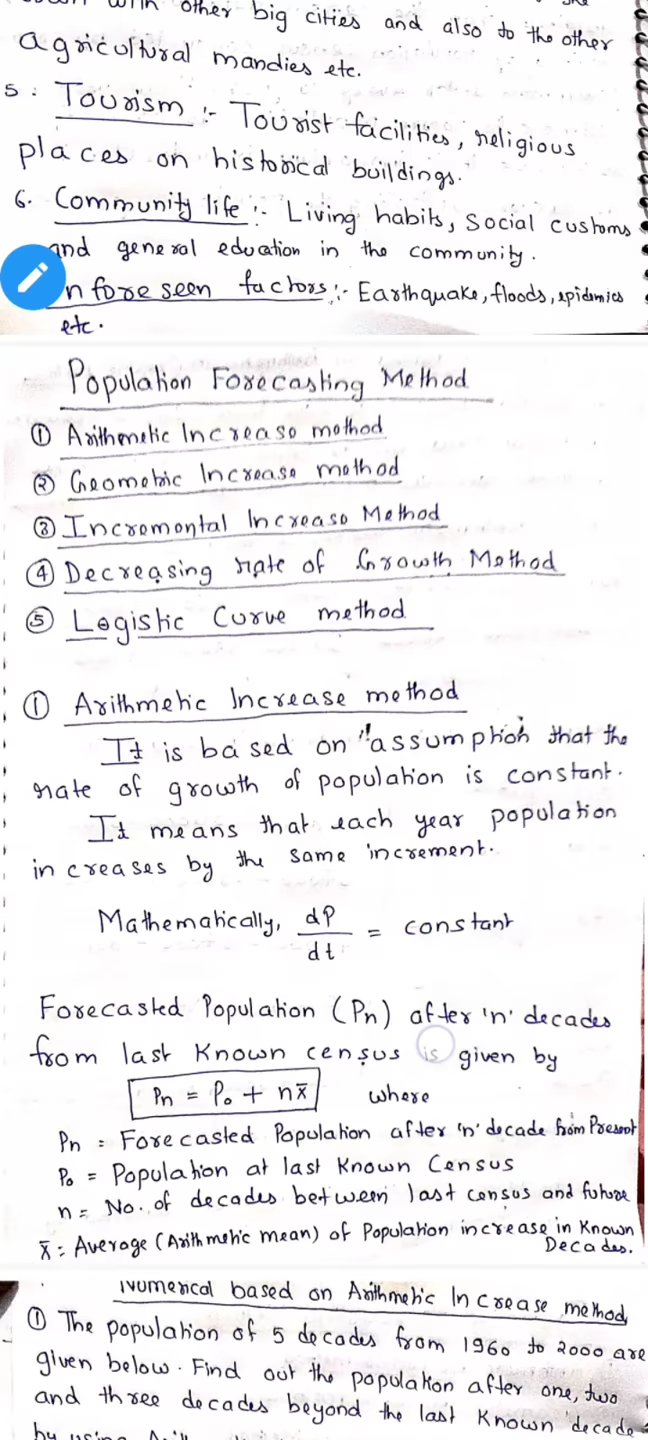 with other big cities and also to the other
agricultural mandies etc.
5. Tourism :- Tourist facilities, religious
places on historical buildings.
6. Community life :- Living habits, social customs
and general education in the community.
nforeseen factors :- Earthquake, floods, epidemics
etc.
Population Forecasting Method
① Arithmetic Increase method
② Geometric Increase method
③ Incremental Increase Method
④ Decreasing rate of Growth Method
⑤ Logistic Curve method
① Arithmetic Increase method
It is based on "assumption that the
rate of growth of population is constant.
It means that each year population
increases by the same increment.
Mathematically, dP/dt = constant
Forecasted Population (Pn) after 'n' decades
from last known census is given by
Pn = P₀ + nx̄ where
Pn = Forecasted Population after 'n' decade from Present
P₀ = Population at last known Census
n = No. of decades between last census and future
x̄ = Average (Arithmetic mean) of Population increase in Known
Decades.
Numerical based on Arithmetic Increase method
① The population of 5 decades from 1960 to 2000 are
given below. Find out the population after one, two
and three decades beyond the last known decade
by using